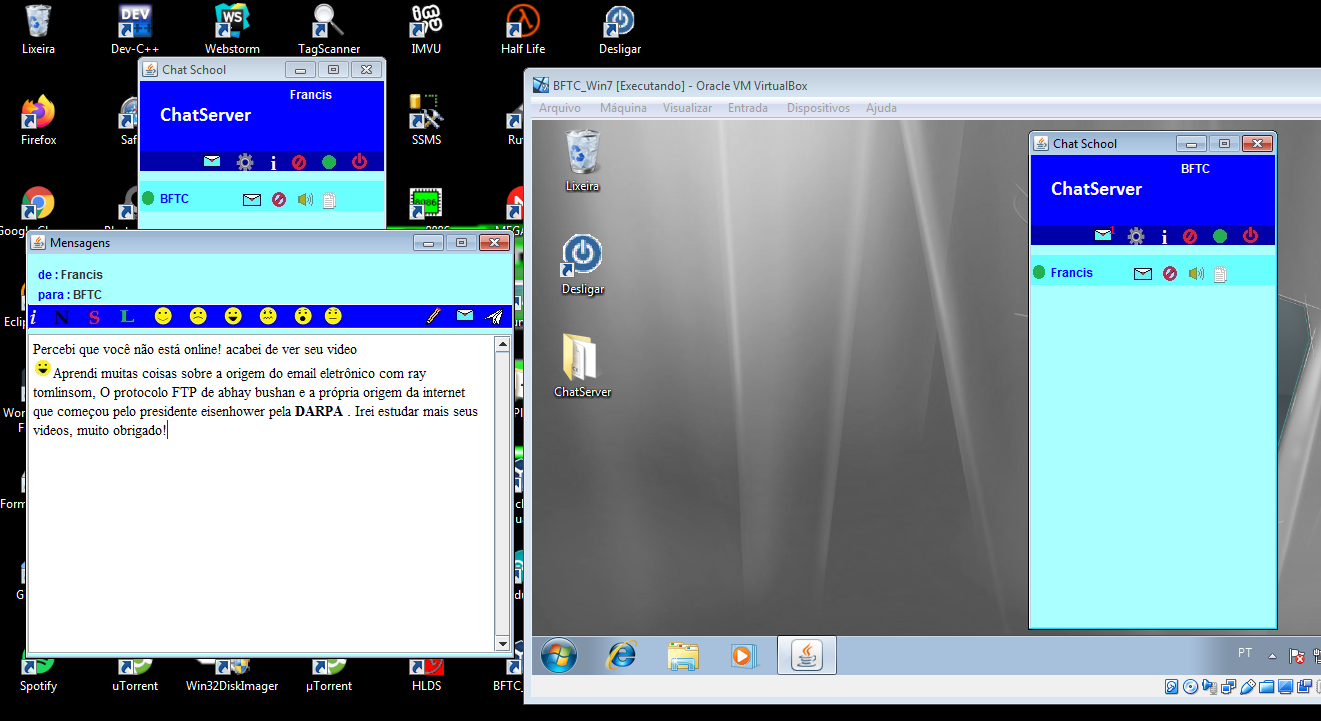 Lixeira
DEV
Dev-C++
WS
Webstorm
TagScanner
IMVU
Half Life
Desligar
Firefox
Saf
SSMS
Ru
8086
Chat School
Francis
ChatServer
i
BFTC
Mensagens
de : Francis
para : BFTC
i N S L
Percebi que você não está online! acabei de ver seu video
Aprendi muitas coisas sobre a origem do email eletrônico com ray
tomlinsom, O protocolo FTP de abhay bushan e a própria origem da internet
que começou pelo presidente eisenhower pela DARPA . Irei estudar mais seus
videos, muito obrigado!
Eclip
Wor
F
Form
G
Spotify
uTorrent
Win32DiskImager
µTorrent
HLDS
BFTC_
BFTC_Win7 [Executando] - Oracle VM VirtualBox
Arquivo Máquina Visualizar Entrada Dispositivos Ajuda
Lixeira
Desligar
ChatServer
Chat School
BFTC
ChatServer
i
Francis
PT